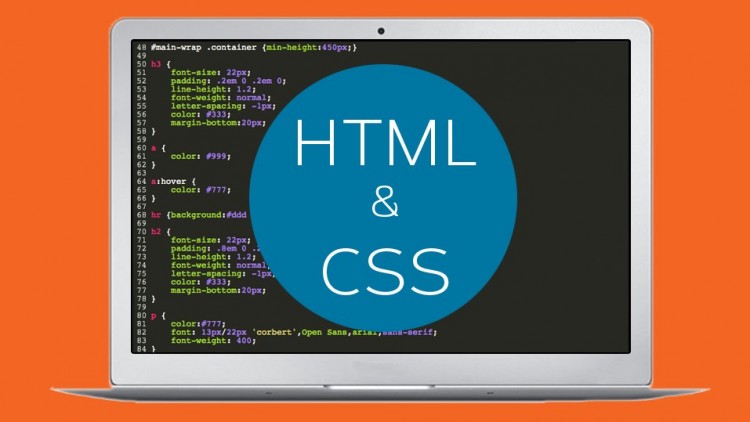 48 #main-wrap .container {min-height:450px;}
49
50 h3 {
51 font-size: 22px;
52 padding: .2em 0 .2em 0;
53 line-height: 1.2;
54 font-weight: normal;
55 letter-spacing: -1px;
56 color: #333;
57 margin-bottom:20px;
58 }
59
60 a {
61 color: #999;
62 }
63
64 a:hover {
65 color: #777;
66 }
67
68 hr {background:#ddd
69
70 h2 {
71 font-size: 22px;
72 padding: .8em 0 .2
73 line-height: 1.2;
74 font-weight: normal
75 letter-spacing: -1px
76 color: #333;
77 margin-bottom:20px;
78 }
79
80 p {
81 color:#777;
82 font: 13px/22px 'corbert',Open Sans,arial,sans-serif;
83 font-weight: 400;
84 }
HTML
&
CSS